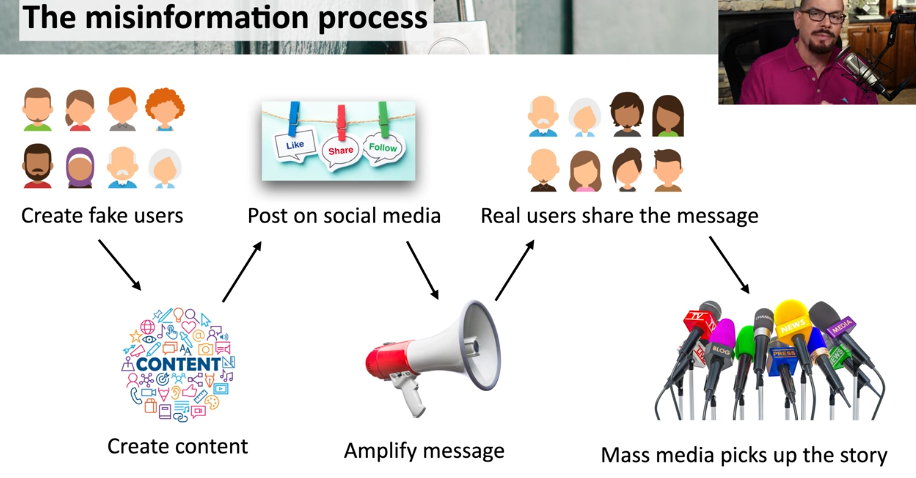 The misinformation process
Like
Share
Follow
Create fake users
Post on social media
Real users share the message
CONTENT
TV
BLOG
NEWS
MEDIA
PRESS
Create content
Amplify message
Mass media picks up the story